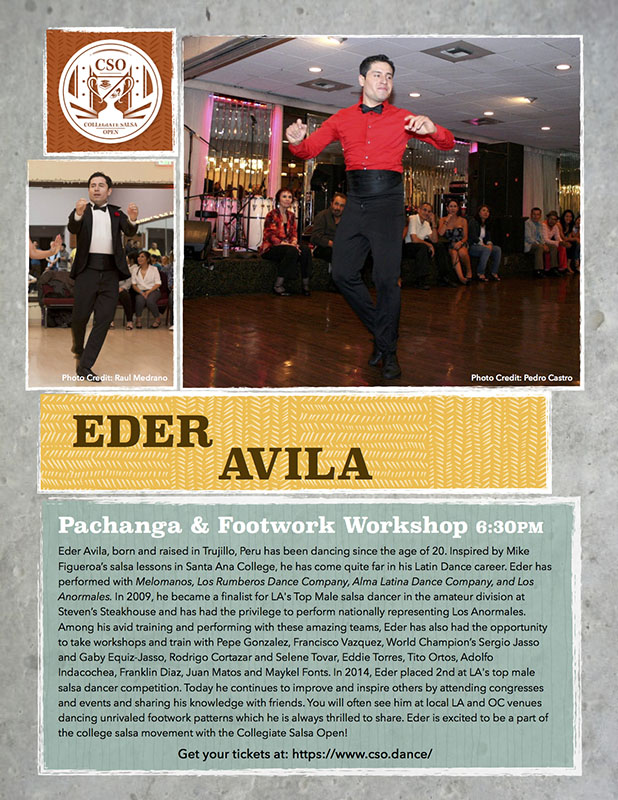 CSO
COLLEGIATE SALSA
OPEN
Photo Credit: Raul Medrano
Photo Credit: Pedro Castro
EDER
AVILA
Pachanga & Footwork Workshop 6:30PM
Eder Avila, born and raised in Trujillo, Peru has been dancing since the age of 20. Inspired by Mike
Figueroa's salsa lessons in Santa Ana College, he has come quite far in his Latin Dance career. Eder has
performed with Melomanos, Los Rumberos Dance Company, Alma Latina Dance Company, and Los
Anormales. In 2009, he became a finalist for LA's Top Male salsa dancer in the amateur division at
Steven's Steakhouse and has had the privilege to perform nationally representing Los Anormales.
Among his avid training and performing with these amazing teams, Eder has also had the opportunity
to take workshops and train with Pepe Gonzalez, Francisco Vazquez, World Champion's Sergio Jasso
and Gaby Equiz-Jasso, Rodrigo Cortazar and Selene Tovar, Eddie Torres, Tito Ortos, Adolfo
Indacochea, Franklin Diaz, Juan Matos and Maykel Fonts. In 2014, Eder placed 2nd at LA's top male
salsa dancer competition. Today he continues to improve and inspire others by attending congresses
and events and sharing his knowledge with friends. You will often see him at local LA and OC venues
dancing unrivaled footwork patterns which he is always thrilled to share. Eder is excited to be a part of
the college salsa movement with the Collegiate Salsa Open!
Get your tickets at: https://www.cso.dance/